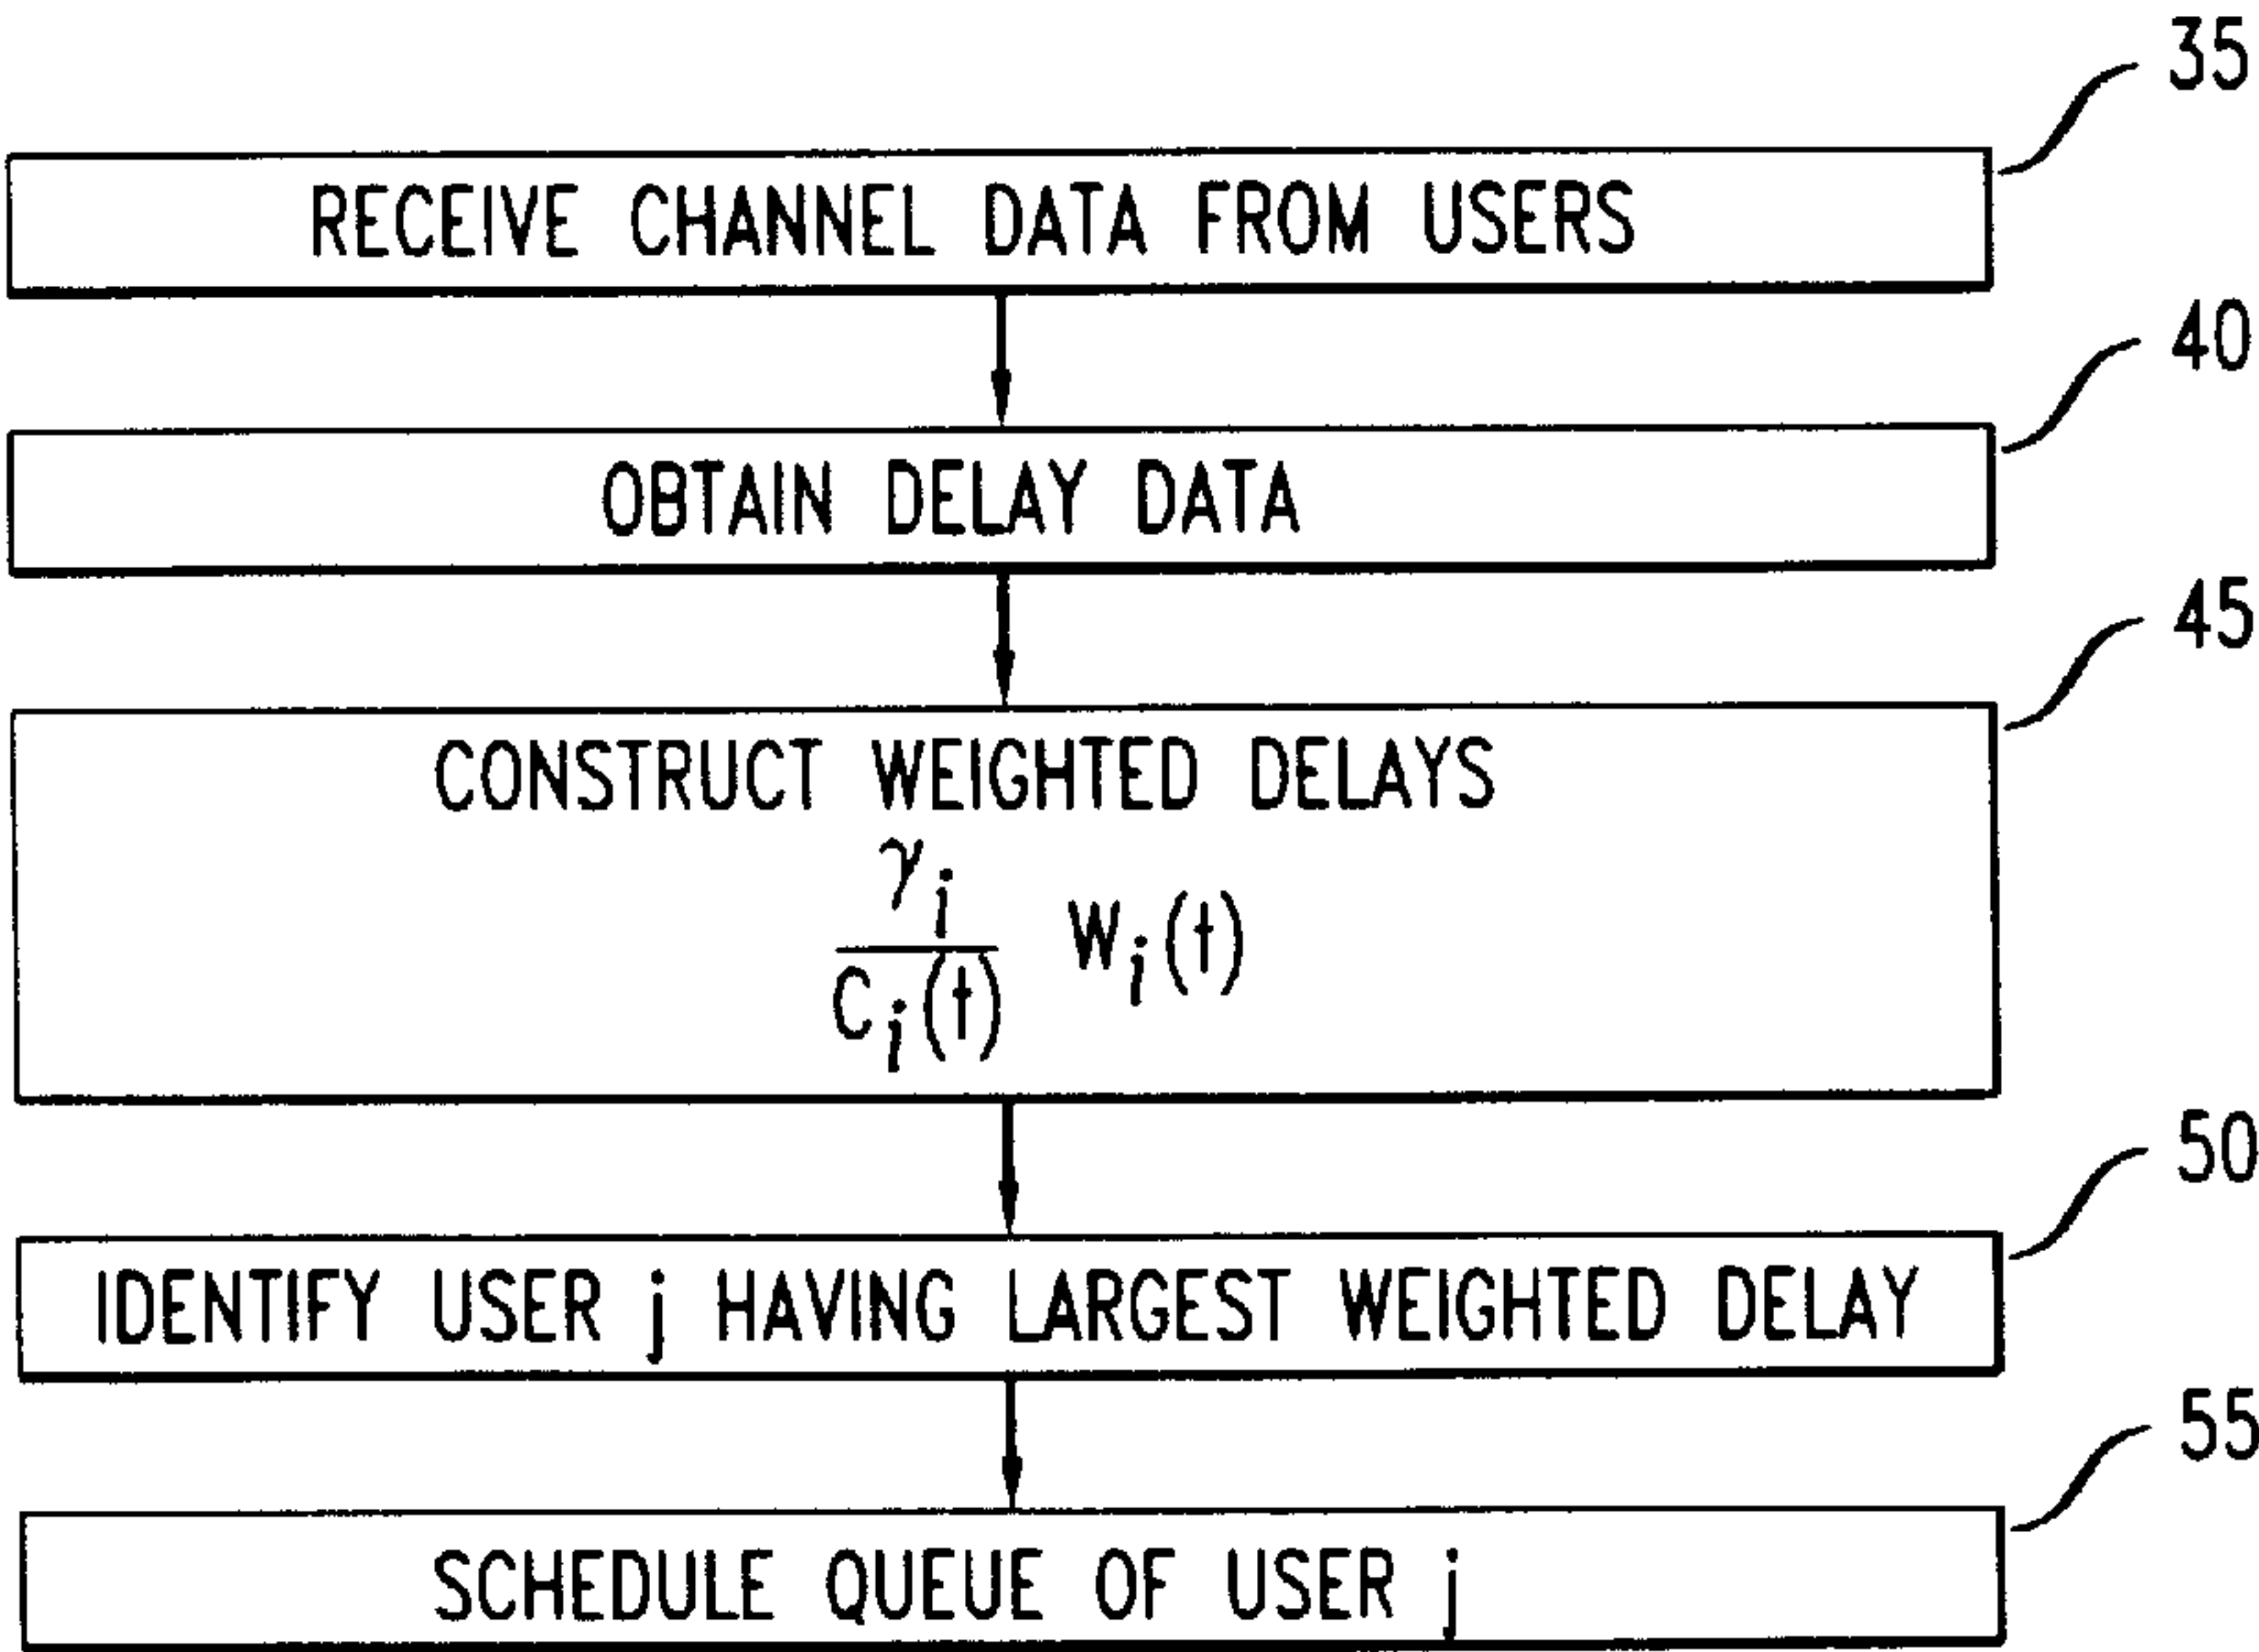 35
RECEIVE CHANNEL DATA FROM USERS
40
OBTAIN DELAY DATA
45
CONSTRUCT WEIGHTED DELAYS
γi
Ci(t)
Wi(t)
50
IDENTIFY USER j HAVING LARGEST WEIGHTED DELAY
55
SCHEDULE QUEUE OF USER j